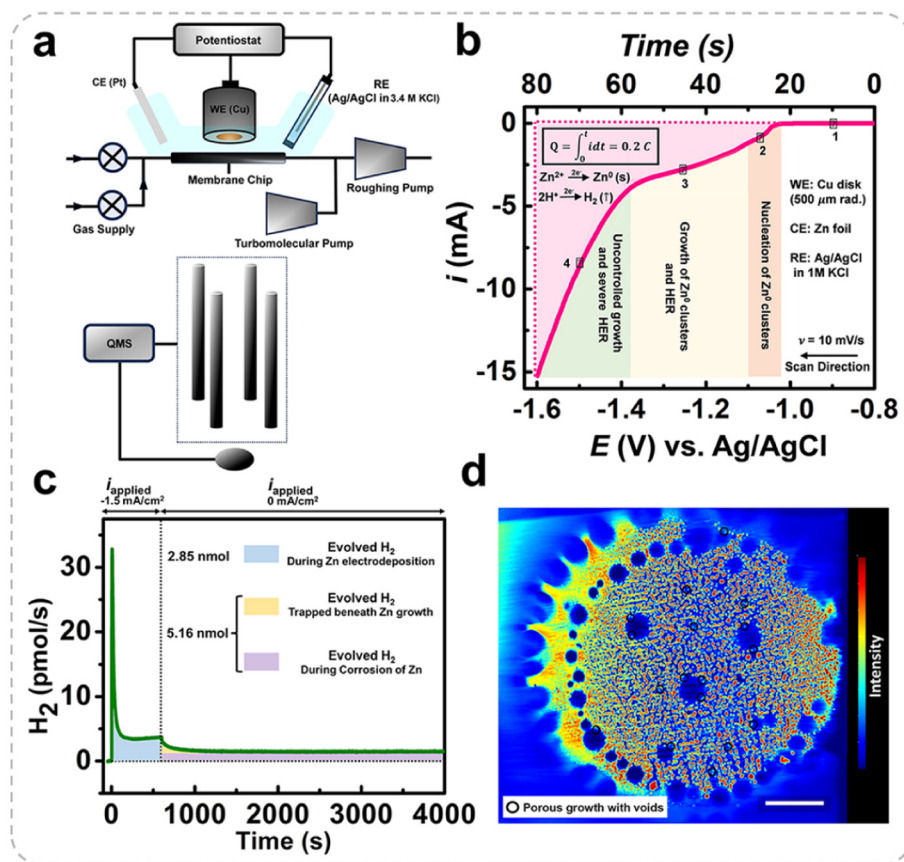 a
Potentiostat
CE (Pt)
WE (Cu)
RE
(Ag/AgCl in 3.4 M KCl)
Membrane Chip
Gas Supply
Roughing Pump
Turbomolecular Pump
QMS
b
Time (s)
80 60 40 20 0
Q = ∫₀ᵗ idt = 0.2 C
Zn²⁺ 2e⁻→ Zn⁰ (s)
2H⁺ 2e⁻→ H₂ (↑)
1
2
3
4
Uncontrolled growth
and severe HER
Growth of Zn⁰ clusters
and HER
Nucleation of Zn⁰ clusters
WE: Cu disk
(500 μm rad.)
CE: Zn foil
RE: Ag/AgCl
in 1M KCl
ν = 10 mV/s
Scan Direction
i (mA)
0
-5
-10
-15
-1.6 -1.4 -1.2 -1.0 -0.8
E (V) vs. Ag/AgCl
c
i applied
-1.5 mA/cm²
i applied
0 mA/cm²
2.85 nmol
Evolved H₂
During Zn electrodeposition
5.16 nmol
Evolved H₂
Trapped beneath Zn growth
Evolved H₂
During Corrosion of Zn
H₂ (pmol/s)
30
20
10
0
0 1000 2000 3000 4000
Time (s)
d
Intensity
Porous growth with voids